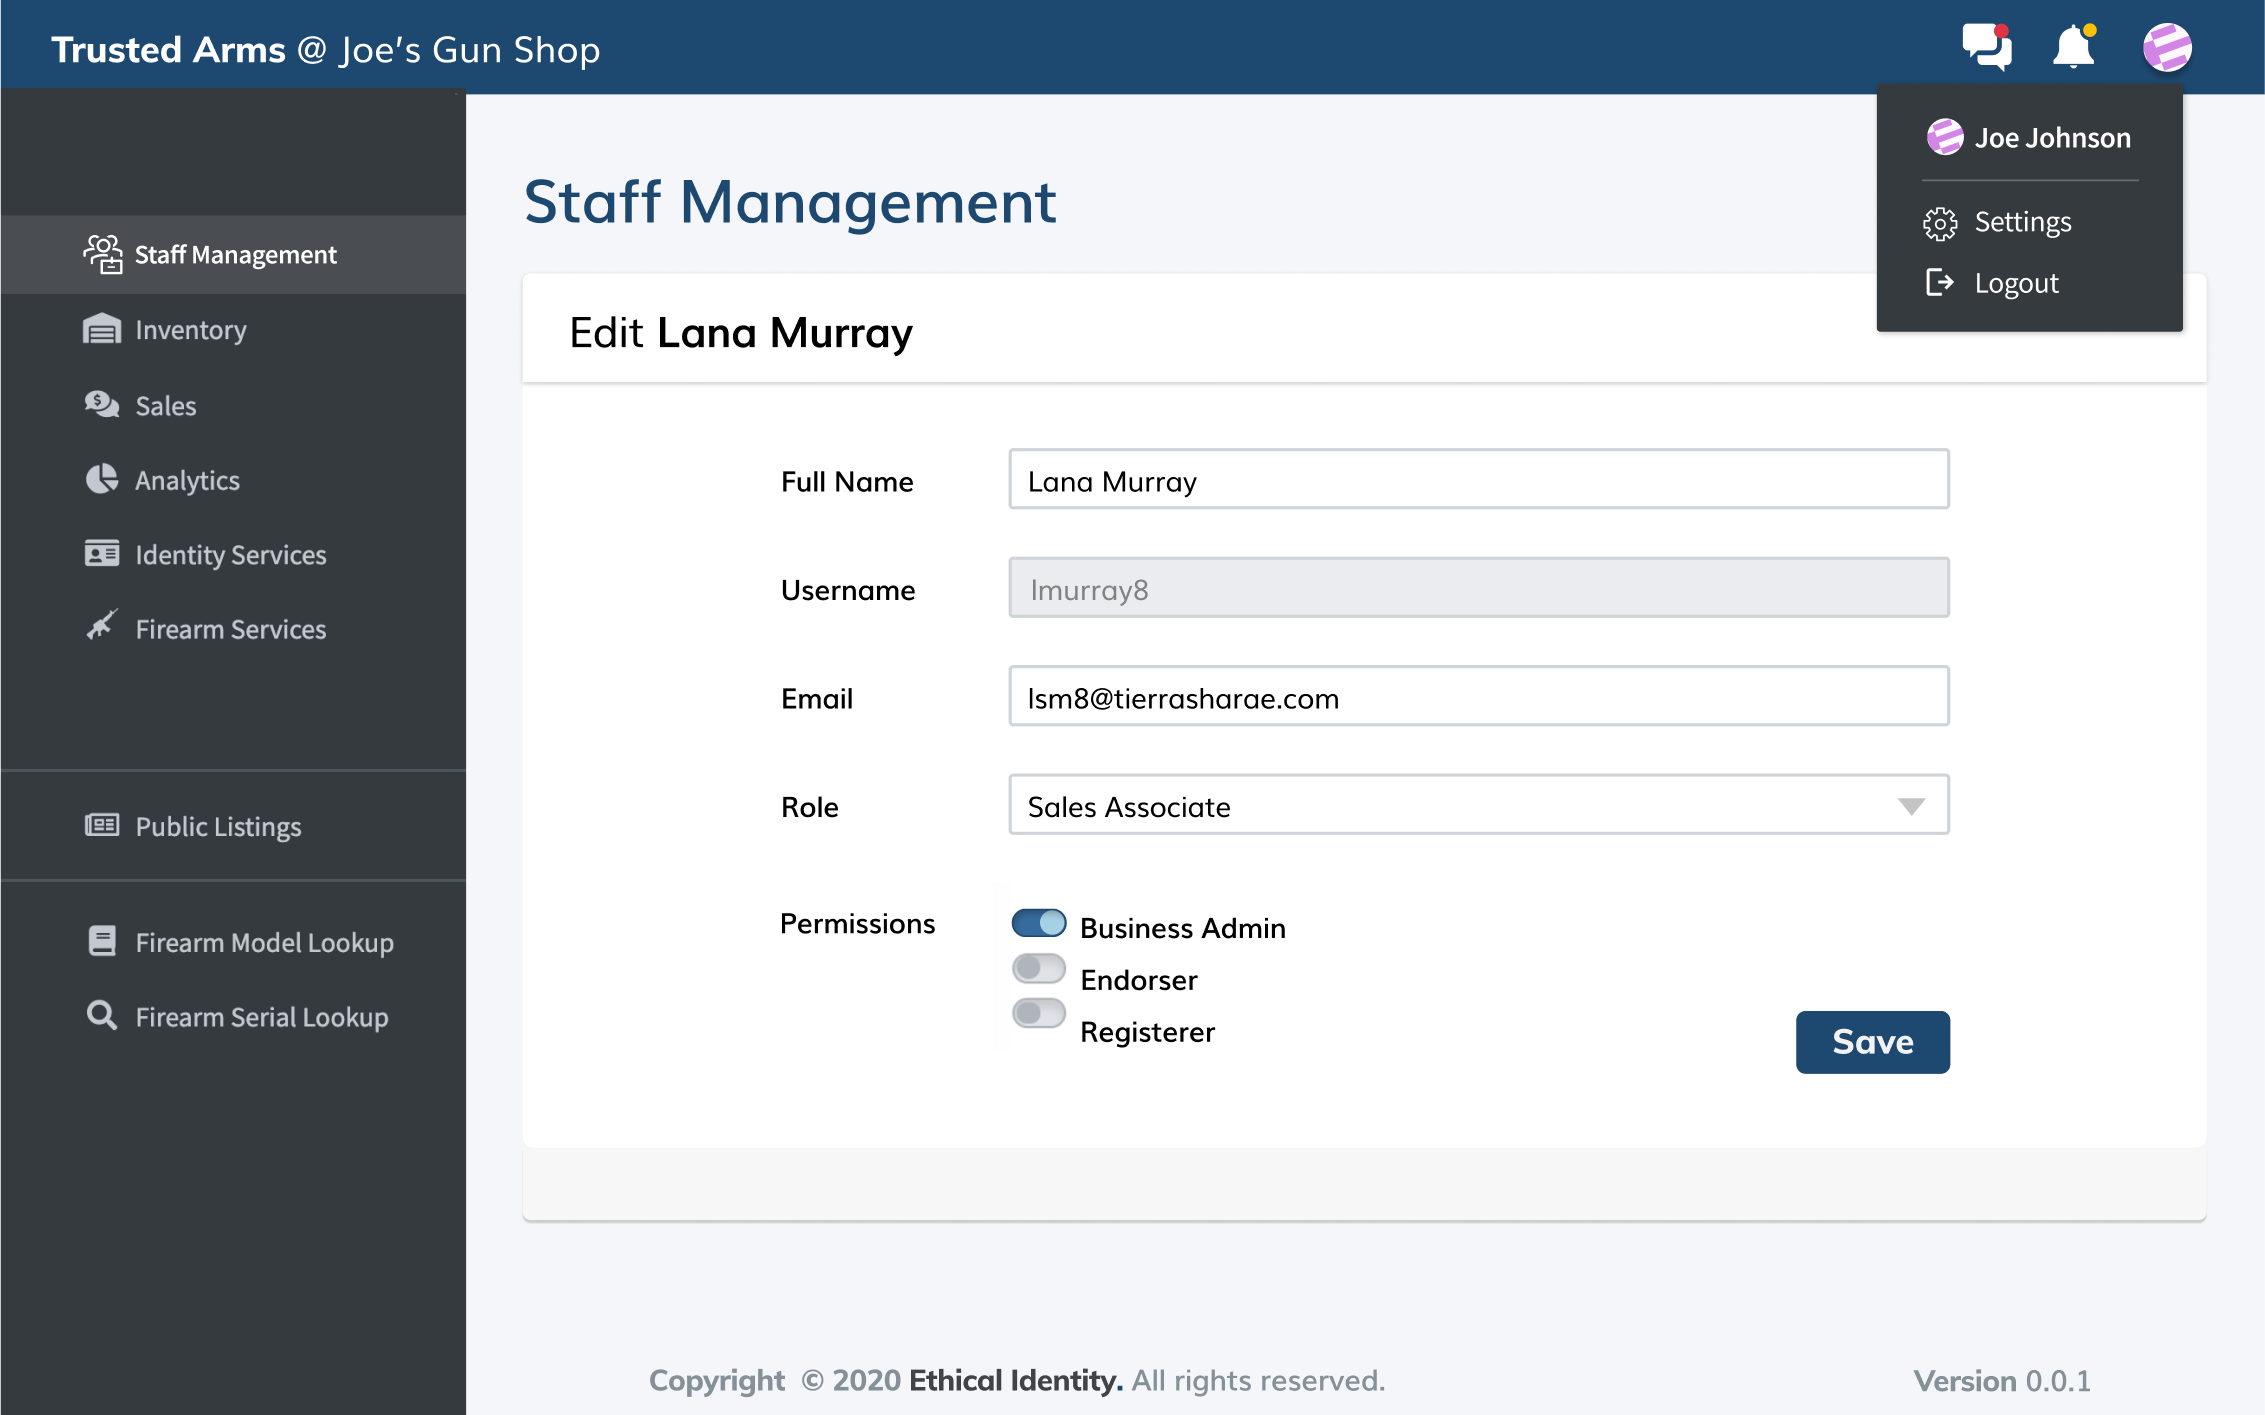 Trusted Arms @ Joe's Gun Shop
Joe Johnson
Settings
Logout
Staff Management
Inventory
Sales
Analytics
Identity Services
Firearm Services
Public Listings
Firearm Model Lookup
Firearm Serial Lookup
Staff Management
Edit Lana Murray
Full Name Lana Murray
Username lmurray8
Email lsm8@tierrasharae.com
Role Sales Associate
Permissions Business Admin
Endorser
Registerer
Save
Copyright © 2020 Ethical Identity. All rights reserved. Version 0.0.1